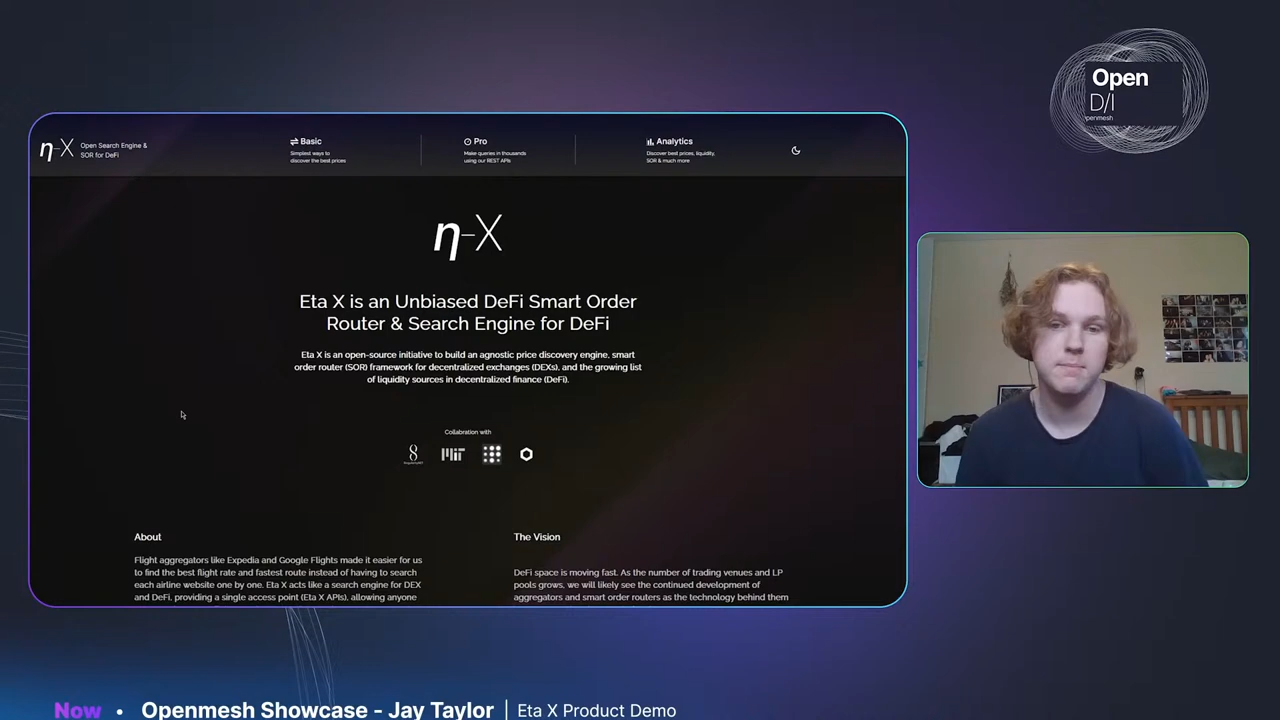 Open
D/I
penmesh
η-X
Open Search Engine &
SOR for DeFi
Basic
Simplest ways to
discover the best prices
Pro
Make queries in thousands
using our REST APIs
Analytics
Discover best prices, liquidity,
SOR & much more
η-X
Eta X is an Unbiased DeFi Smart Order
Router & Search Engine for DeFi
Eta X is an open-source initiative to build an agnostic price discovery engine, smart
order router (SOR) framework for decentralized exchanges (DEXs), and the growing list
of liquidity sources in decentralized finance (DeFi).
Collabration with
SingularityNET
MIT
About
Flight aggregators like Expedia and Google Flights made it easier for us
to find the best flight rate and fastest route instead of having to search
each airline website one by one. Eta X acts like a search engine for DEX
and DeFi, providing a single access point (Eta X APIs), allowing anyone
The Vision
DeFi space is moving fast. As the number of trading venues and LP
pools grows, we will likely see the continued development of
aggregators and smart order routers as the technology behind them
Now • Openmesh Showcase - Jay Taylor | Eta X Product Demo